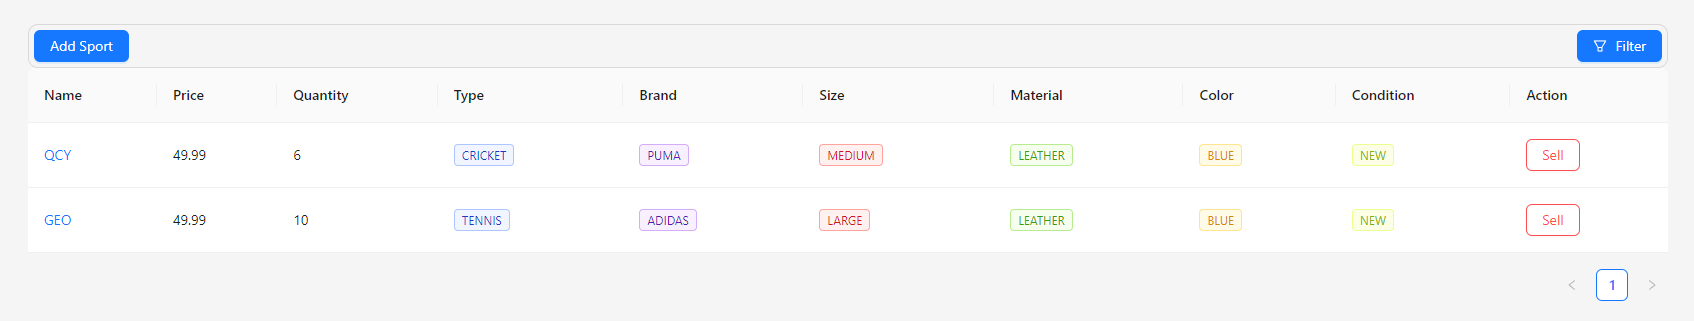 Add Sport Filter
Name Price Quantity Type Brand Size Material Color Condition Action
QCY 49.99 6 CRICKET PUMA MEDIUM LEATHER BLUE NEW Sell
GEO 49.99 10 TENNIS ADIDAS LARGE LEATHER BLUE NEW Sell
1